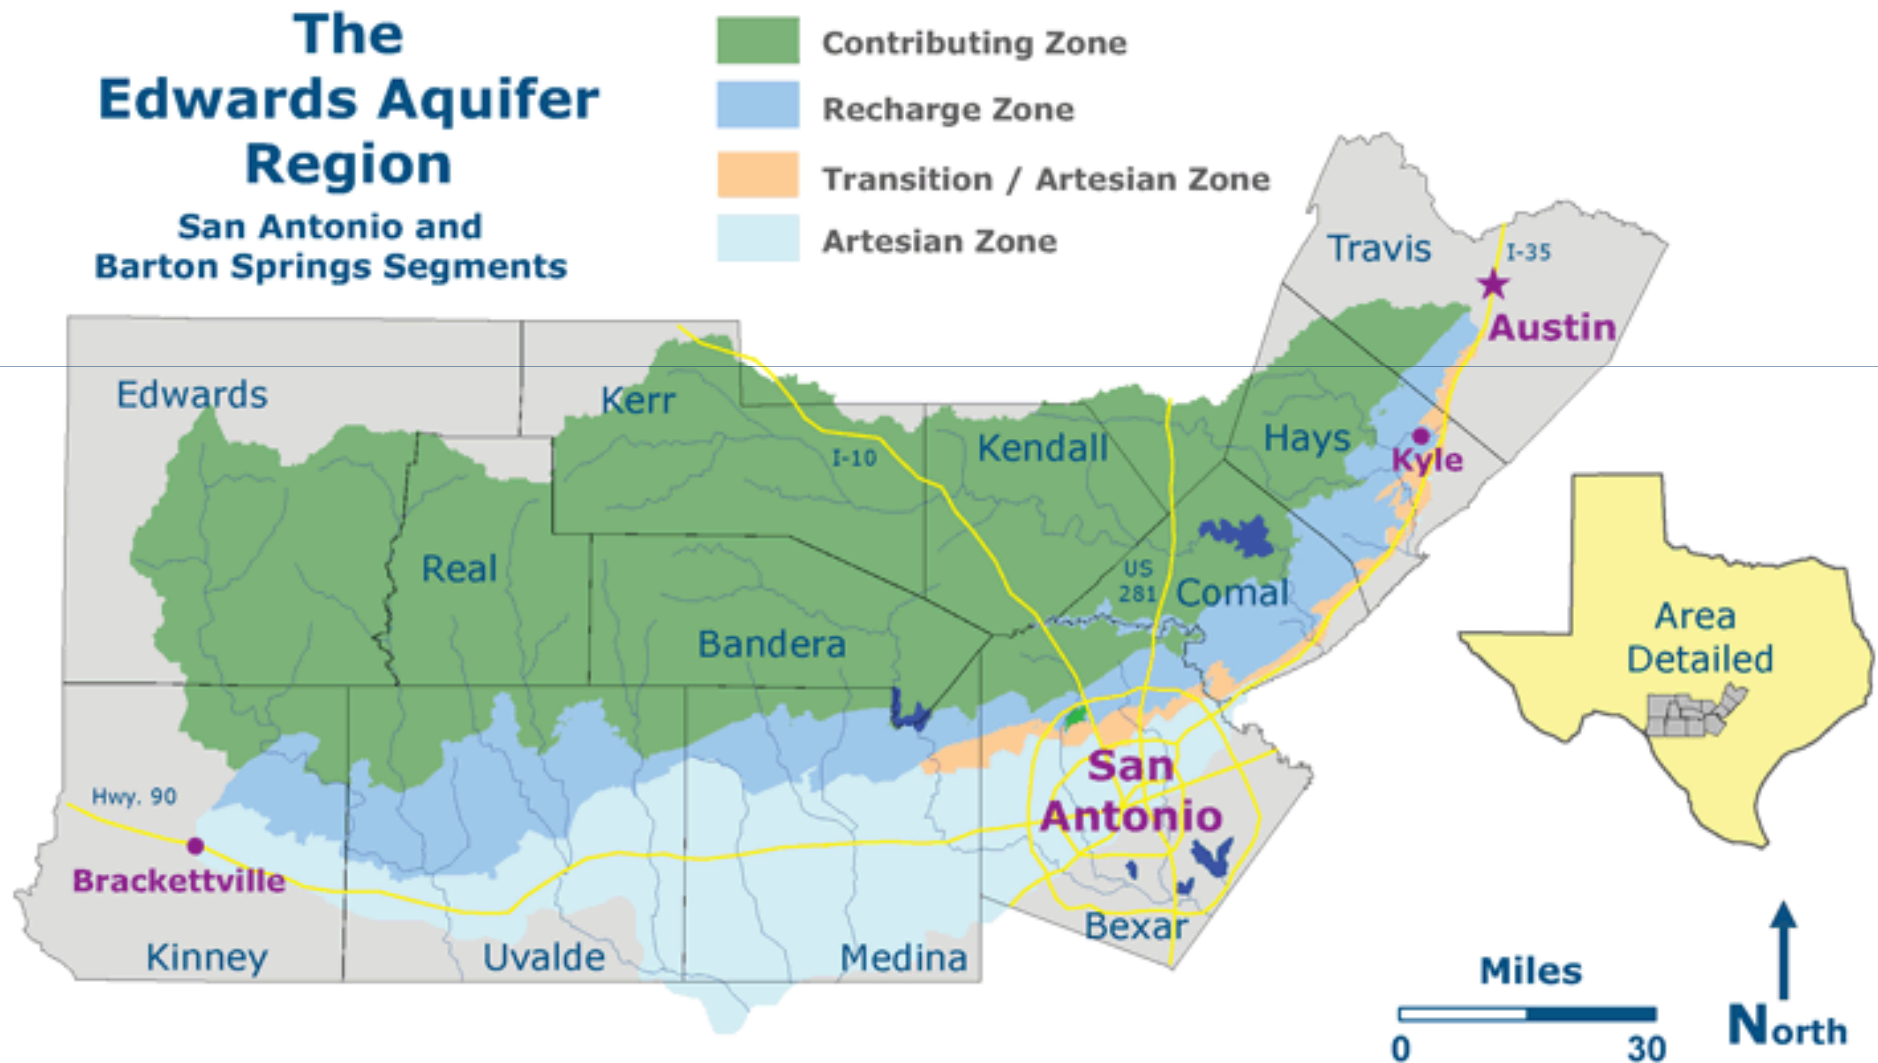 The
Edwards Aquifer
Region
San Antonio and
Barton Springs Segments
Contributing Zone
Recharge Zone
Transition / Artesian Zone
Artesian Zone
Travis
I-35
Austin
Edwards
Kerr
I-10
Kendall
Hays
Kyle
Real
US
281
Comal
Bandera
Area
Detailed
Hwy. 90
San
Antonio
Brackettville
Bexar
Kinney
Uvalde
Medina
Miles
0 30
North